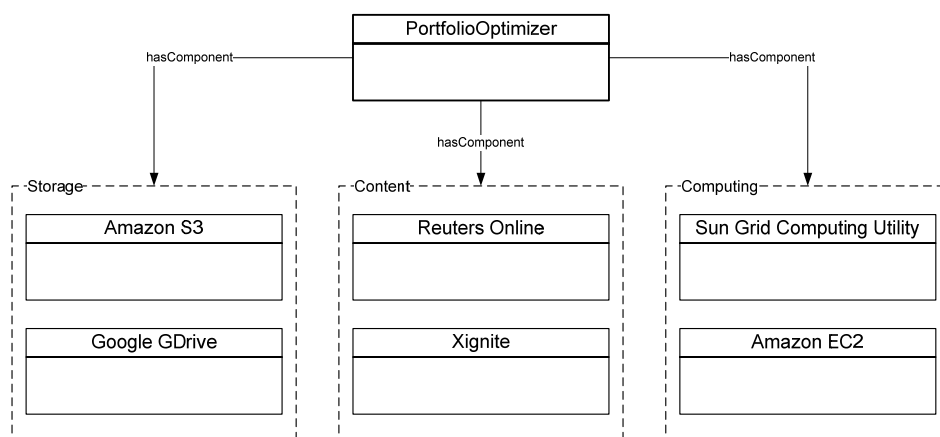 PortfolioOptimizer
hasComponent
hasComponent
hasComponent
Storage
Content
Computing
Amazon S3
Reuters Online
Sun Grid Computing Utility
Google GDrive
Xignite
Amazon EC2